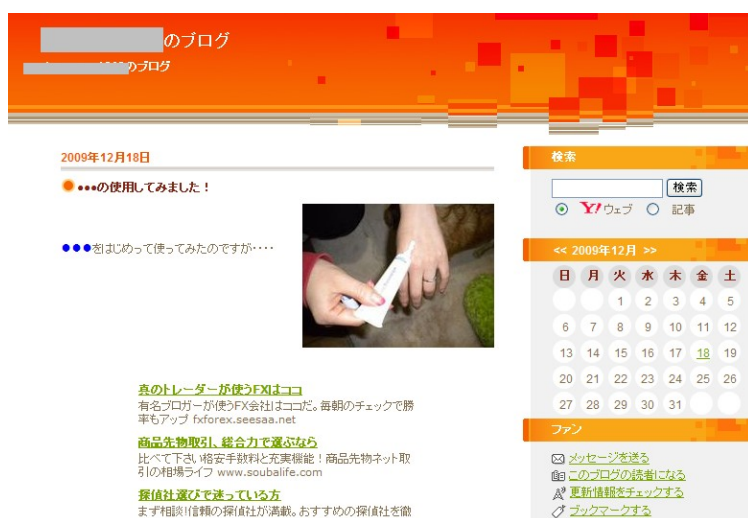 のブログ
のブログ
2009年12月18日
●●●の使用してみました！
●●●をはじめって使ってみたのですが・・・・
真のトレーダーが使うFXはココ
有名ブロガーが使うFX会社はココだ。毎朝のチェックで勝
率もアップ fxforex.seesaa.net
商品先物取引、総合力で選ぶなら
比べて下さい格安手数料と充実機能！商品先物ネット取
引の相場ライフ www.soubalife.com
探偵社選びで迷っている方
まず相談!信頼の探偵社が満載。おすすめの探偵社を徹
検索
検索
Y! ウェブ 記事
<< 2009年12月 >>
日 月 火 水 木 金 土
1 2 3 4 5
6 7 8 9 10 11 12
13 14 15 16 17 18 19
20 21 22 23 24 25 26
27 28 29 30 31
ファン
メッセージを送る
このブログの読者になる
更新情報をチェックする
ブックマークする